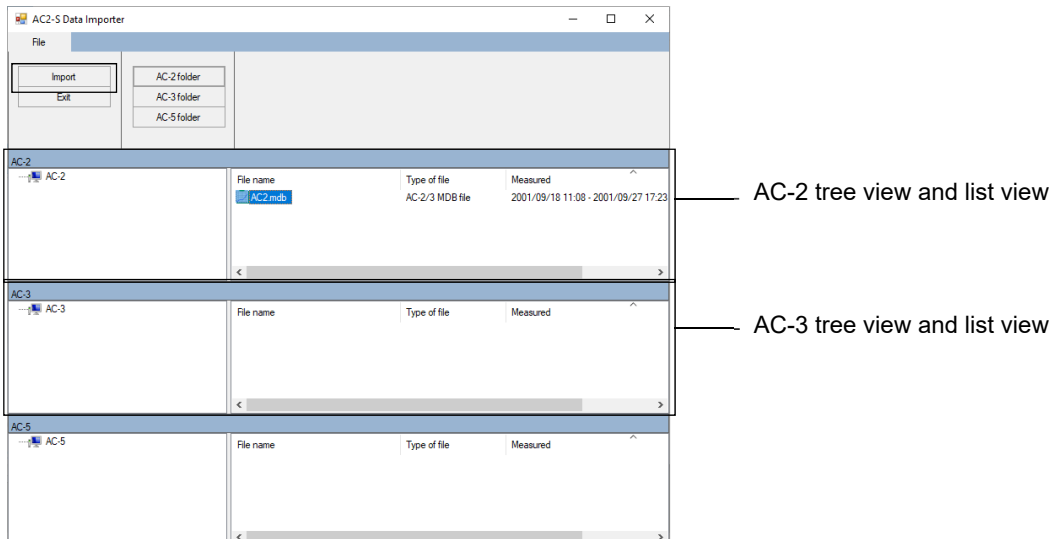 AC2-S Data Importer
File
Import
Exit
AC-2 folder
AC-3 folder
AC-5 folder
AC-2
AC-2
File name Type of file Measured
AC2.mdb AC-2/3 MDB file 2001/09/18 11:08 - 2001/09/27 17:23
AC-2 tree view and list view
AC-3
AC-3
File name Type of file Measured
AC-3 tree view and list view
AC-5
AC-5
File name Type of file Measured